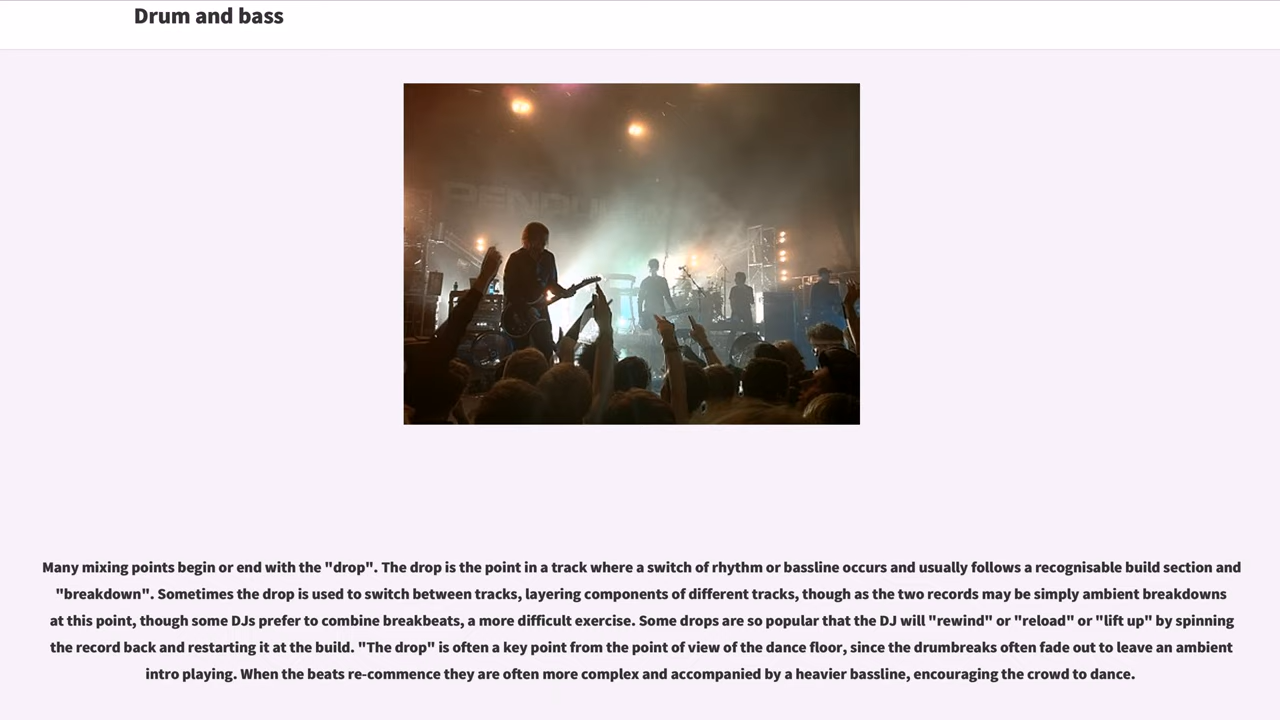 Drum and bass
Many mixing points begin or end with the "drop". The drop is the point in a track where a switch of rhythm or bassline occurs and usually follows a recognisable build section and
"breakdown". Sometimes the drop is used to switch between tracks, layering components of different tracks, though as the two records may be simply ambient breakdowns
at this point, though some DJs prefer to combine breakbeats, a more difficult exercise. Some drops are so popular that the DJ will "rewind" or "reload" or "lift up" by spinning
the record back and restarting it at the build. "The drop" is often a key point from the point of view of the dance floor, since the drumbreaks often fade out to leave an ambient
intro playing. When the beats re-commence they are often more complex and accompanied by a heavier bassline, encouraging the crowd to dance.